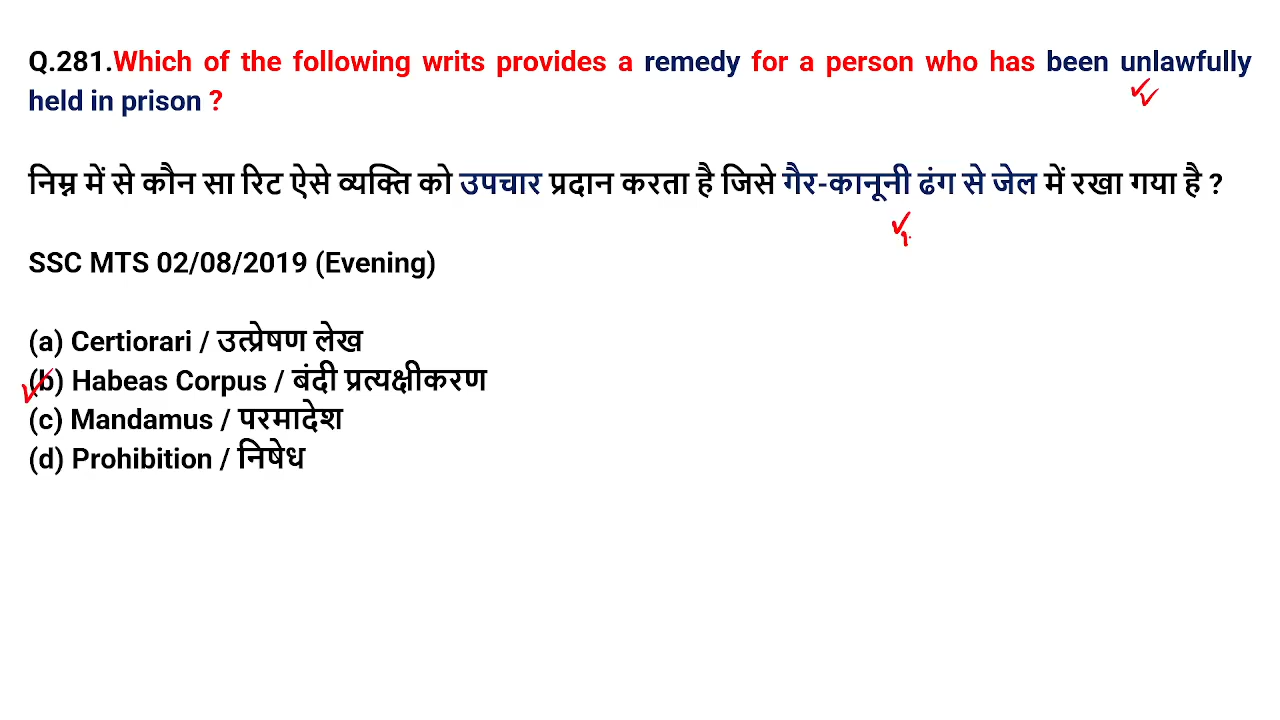 Q.281.Which of the following writs provides a remedy for a person who has been unlawfully
held in prison ?
निम्न में से कौन सा रिट ऐसे व्यक्ति को उपचार प्रदान करता है जिसे गैर-कानूनी ढंग से जेल में रखा गया है ?
SSC MTS 02/08/2019 (Evening)
(a) Certiorari / उत्प्रेषण लेख
(b) Habeas Corpus / बंदी प्रत्यक्षीकरण
(c) Mandamus / परमादेश
(d) Prohibition / निषेध